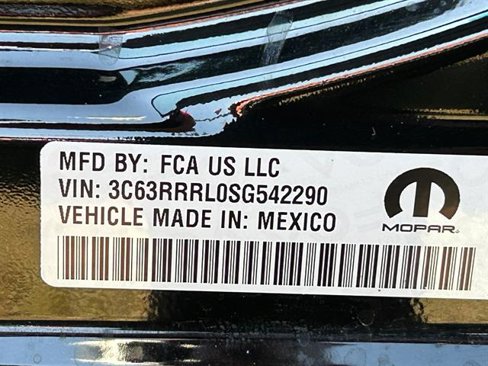 MFD BY: FCA US LLC
VIN: 3C63RRRL0SG542290
VEHICLE MADE IN: MEXICO
MOPAR